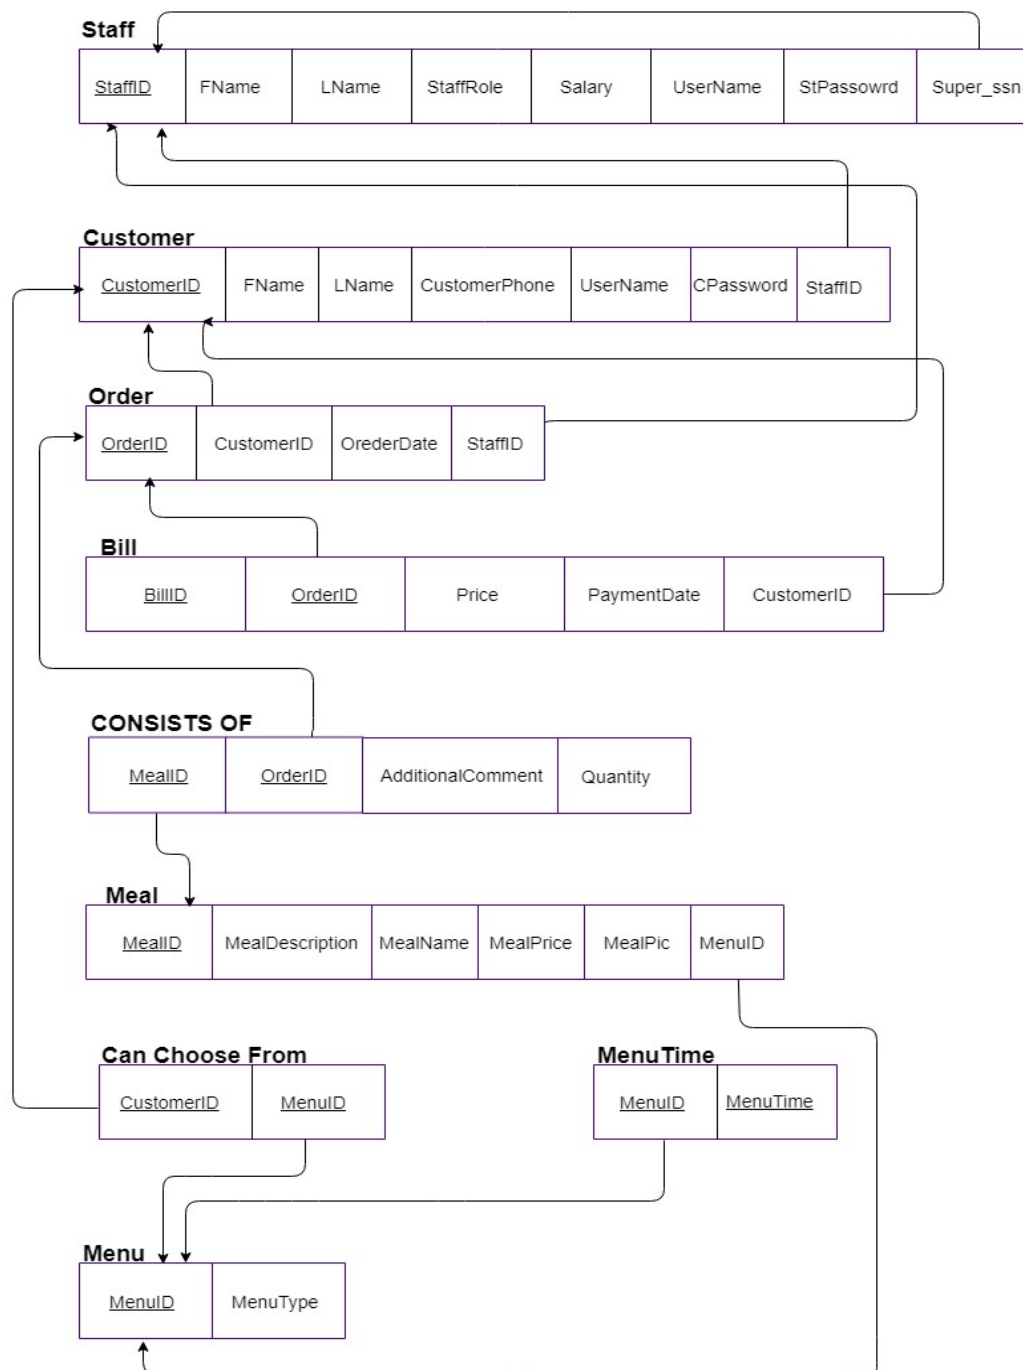 Staff
StaffID FName LName StaffRole Salary UserName StPassowrd Super_ssn
Customer
CustomerID FName LName CustomerPhone UserName CPassword StaffID
Order
OrderID CustomerID OrederDate StaffID
Bill
BillID OrderID Price PaymentDate CustomerID
CONSISTS OF
MealID OrderID AdditionalComment Quantity
Meal
MealID MealDescription MealName MealPrice MealPic MenuID
Can Choose From MenuTime
CustomerID MenuID MenuID MenuTime
Menu
MenuID MenuType